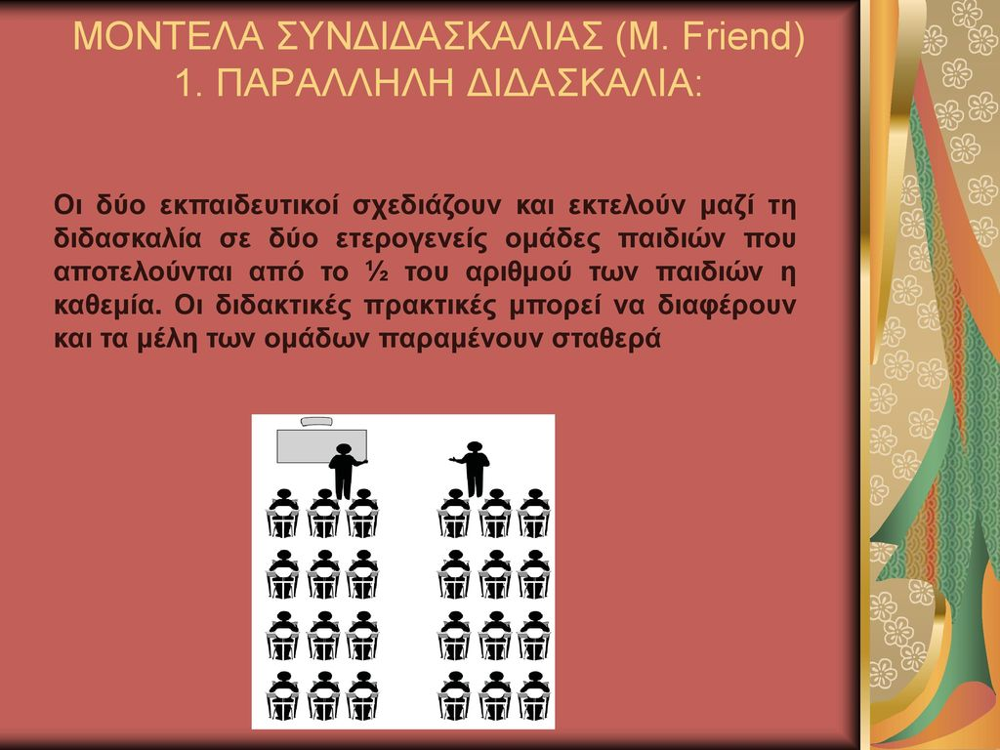 ΜΟΝΤΕΛΑ ΣΥΝΔΙΔΑΣΚΑΛΙΑΣ (M. Friend)
1. ΠΑΡΑΛΛΗΛΗ ΔΙΔΑΣΚΑΛΙΑ:
Οι δύο εκπαιδευτικοί σχεδιάζουν και εκτελούν μαζί τη
διδασκαλία σε δύο ετερογενείς ομάδες παιδιών που
αποτελούνται από το ½ του αριθμού των παιδιών η
καθεμία. Οι διδακτικές πρακτικές μπορεί να διαφέρουν
και τα μέλη των ομάδων παραμένουν σταθερά